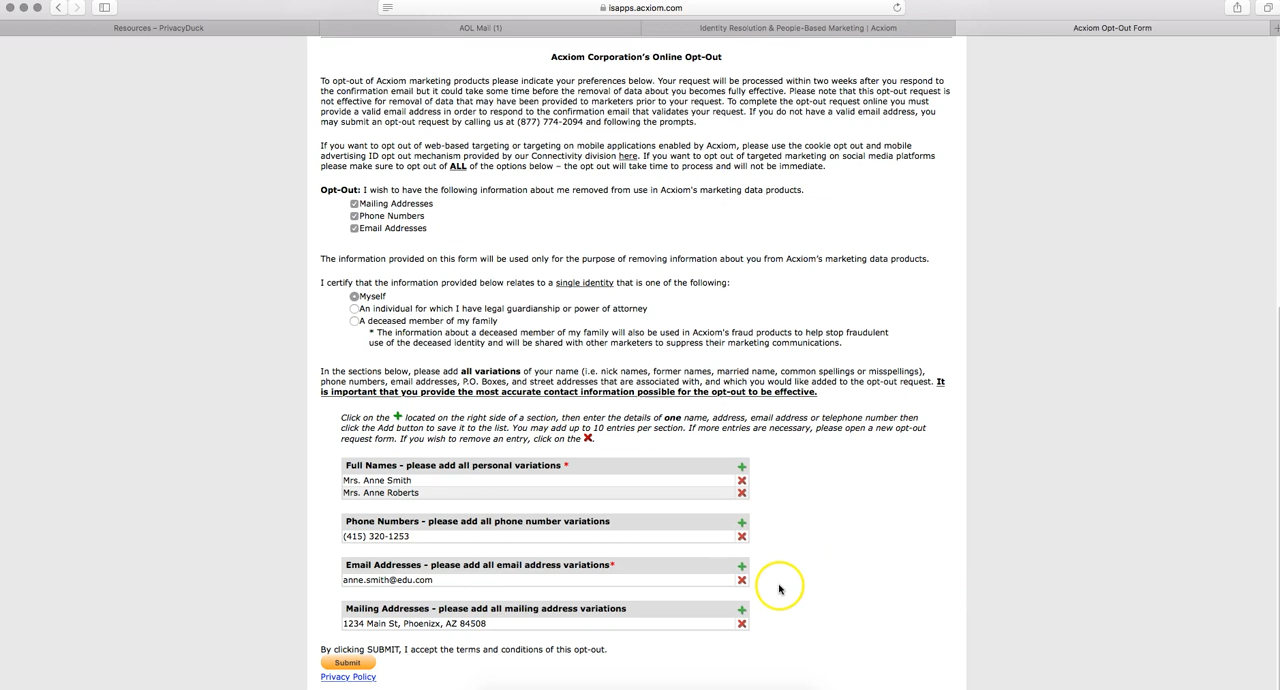 isapps.acxiom.com
Resources - PrivacyDuck
AOL Mail (1)
Identity Resolution & People-Based Marketing | Acxiom
Acxiom Opt-Out Form
Acxiom Corporation's Online Opt-Out
To opt-out of Acxiom marketing products please indicate your preferences below. Your request will be processed within two weeks after you respond to
the confirmation email but it could take some time before the removal of data about you becomes fully effective. Please note that this opt-out request is
not effective for removal of data that may have been provided to marketers prior to your request. To complete the opt-out request online you must
provide a valid email address in order to respond to the confirmation email that validates your request. If you do not have a valid email address, you
may submit an opt-out request by calling us at (877) 774-2094 and following the prompts.
If you want to opt out of web-based targeting or targeting on mobile applications enabled by Acxiom, please use the cookie opt out and mobile
advertising ID opt out mechanism provided by our Connectivity division here. If you want to opt out of targeted marketing on social media platforms
please make sure to opt out of ALL of the options below – the opt out will take time to process and will not be immediate.
Opt-Out: I wish to have the following information about me removed from use in Acxiom's marketing data products.
Mailing Addresses
Phone Numbers
Email Addresses
The information provided on this form will be used only for the purpose of removing information about you from Acxiom's marketing data products.
I certify that the information provided below relates to a single identity that is one of the following:
Myself
An individual for which I have legal guardianship or power of attorney
A deceased member of my family
* The information about a deceased member of my family will also be used in Acxiom's fraud products to help stop fraudulent
use of the deceased identity and will be shared with other marketers to suppress their marketing communications.
In the sections below, please add all variations of your name (i.e. nick names, former names, married name, common spellings or misspellings),
phone numbers, email addresses, P.O. Boxes, and street addresses that are associated with, and which you would like added to the opt-out request. It
is important that you provide the most accurate contact information possible for the opt-out to be effective.
Click on the located on the right side of a section, then enter the details of one name, address, email address or telephone number then
click the Add button to save it to the list. You may add up to 10 entries per section. If more entries are necessary, please open a new opt-out
request form. If you wish to remove an entry, click on the .
Full Names - please add all personal variations *
Mrs. Anne Smith
Mrs. Anne Roberts
Phone Numbers - please add all phone number variations
(415) 320-1253
Email Addresses - please add all email address variations*
anne.smith@edu.com
Mailing Addresses - please add all mailing address variations
1234 Main St, Phoenizx, AZ 84508
By clicking SUBMIT, I accept the terms and conditions of this opt-out.
Submit
Privacy Policy